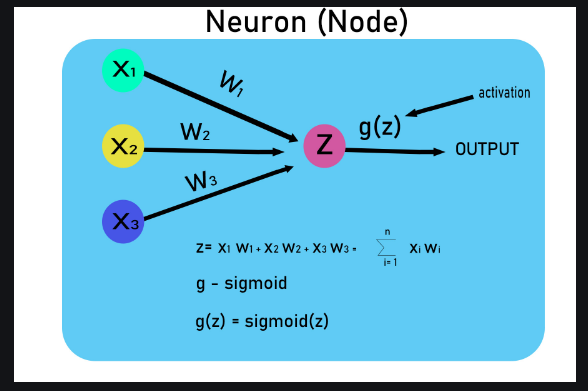 Neuron (Node)
X1
W1
activation
W2
g(z)
X2
Z
OUTPUT
W3
X3
n
Z= X1 W1 + X2 W2 + X3 W3 = ∑ Xi Wi
i=1
g - sigmoid
g(z) = sigmoid(z)